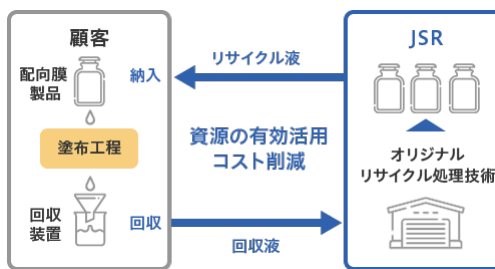 顧客
配向膜
製品
納入
塗布工程
回収
装置
回収
リサイクル液
資源の有効活用
コスト削減
回収液
JSR
オリジナル
リサイクル処理技術